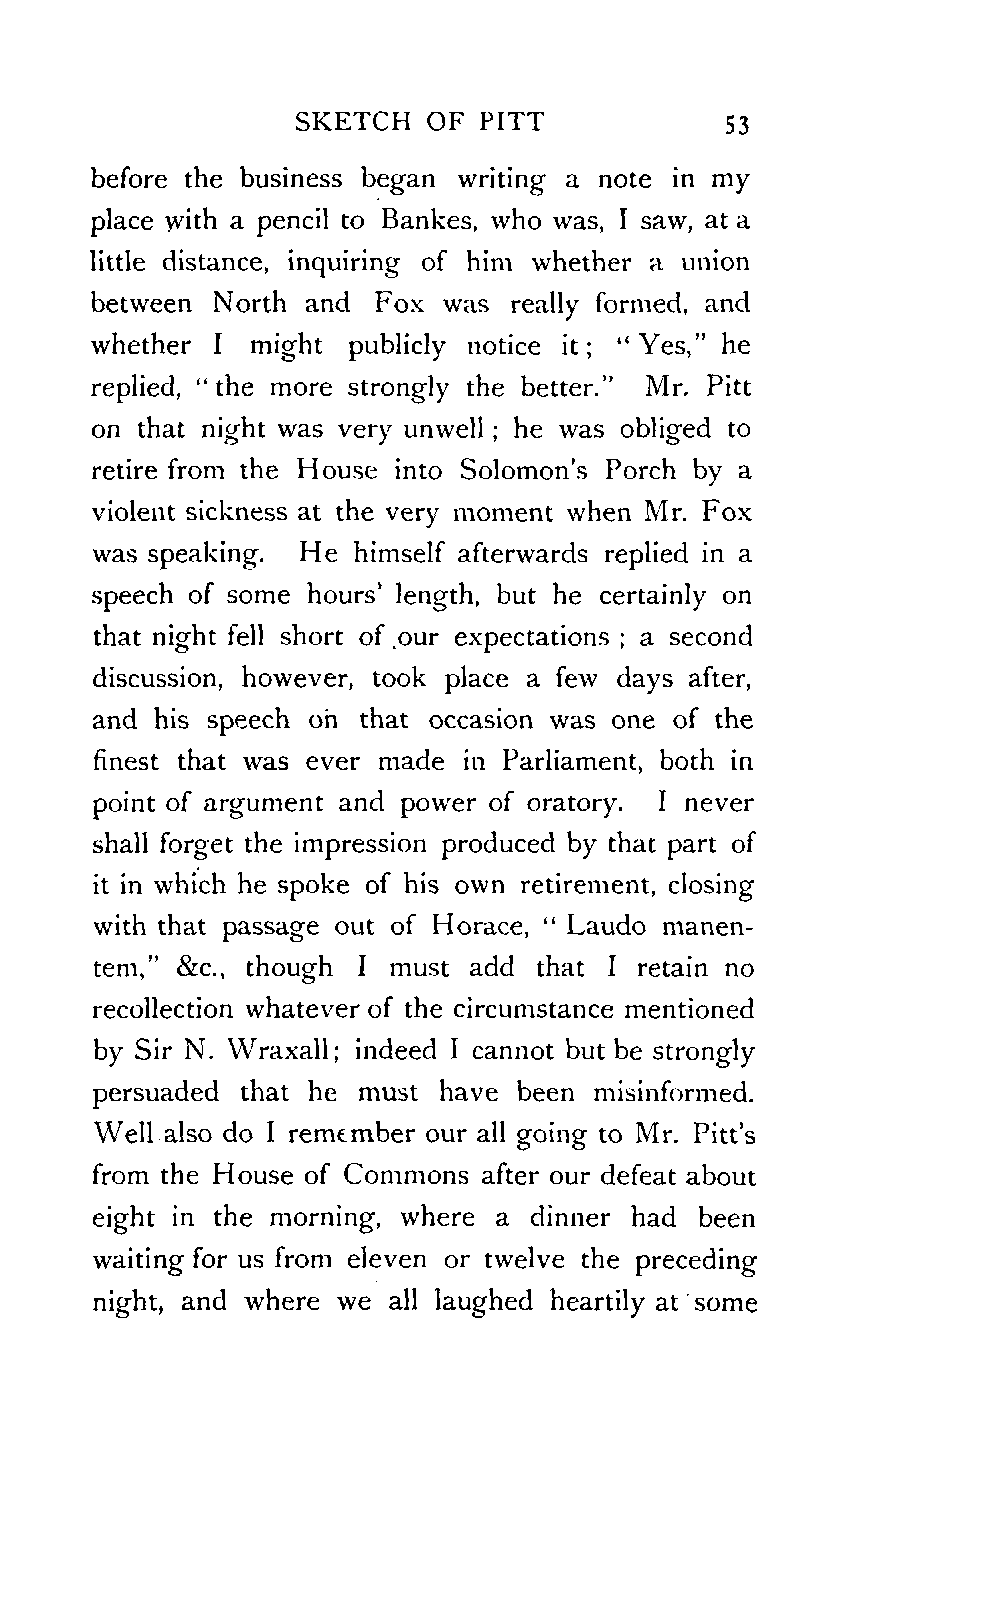 SKETCH OF PITT 53
before the business began writing a note in my
place with a pencil to Bankes, who was, I saw, at a
little distance, inquiring of him whether a union
between North and Fox was really formed, and
whether I might publicly notice it; "Yes," he
replied, "the more strongly the better." Mr. Pitt
on that night was very unwell; he was obliged to
retire from the House into Solomon's Porch by a
violent sickness at the very moment when Mr. Fox
was speaking. He himself afterwards replied in a
speech of some hours' length, but he certainly on
that night fell short of our expectations; a second
discussion, however, took place a few days after,
and his speech on that occasion was one of the
finest that was ever made in Parliament, both in
point of argument and power of oratory. I never
shall forget the impression produced by that part of
it in which he spoke of his own retirement, closing
with that passage out of Horace, "Laudo manen-
tem," &c., though I must add that I retain no
recollection whatever of the circumstance mentioned
by Sir N. Wraxall; indeed I cannot but be strongly
persuaded that he must have been misinformed.
Well also do I remember our all going to Mr. Pitt's
from the House of Commons after our defeat about
eight in the morning, where a dinner had been
waiting for us from eleven or twelve the preceding
night, and where we all laughed heartily at some